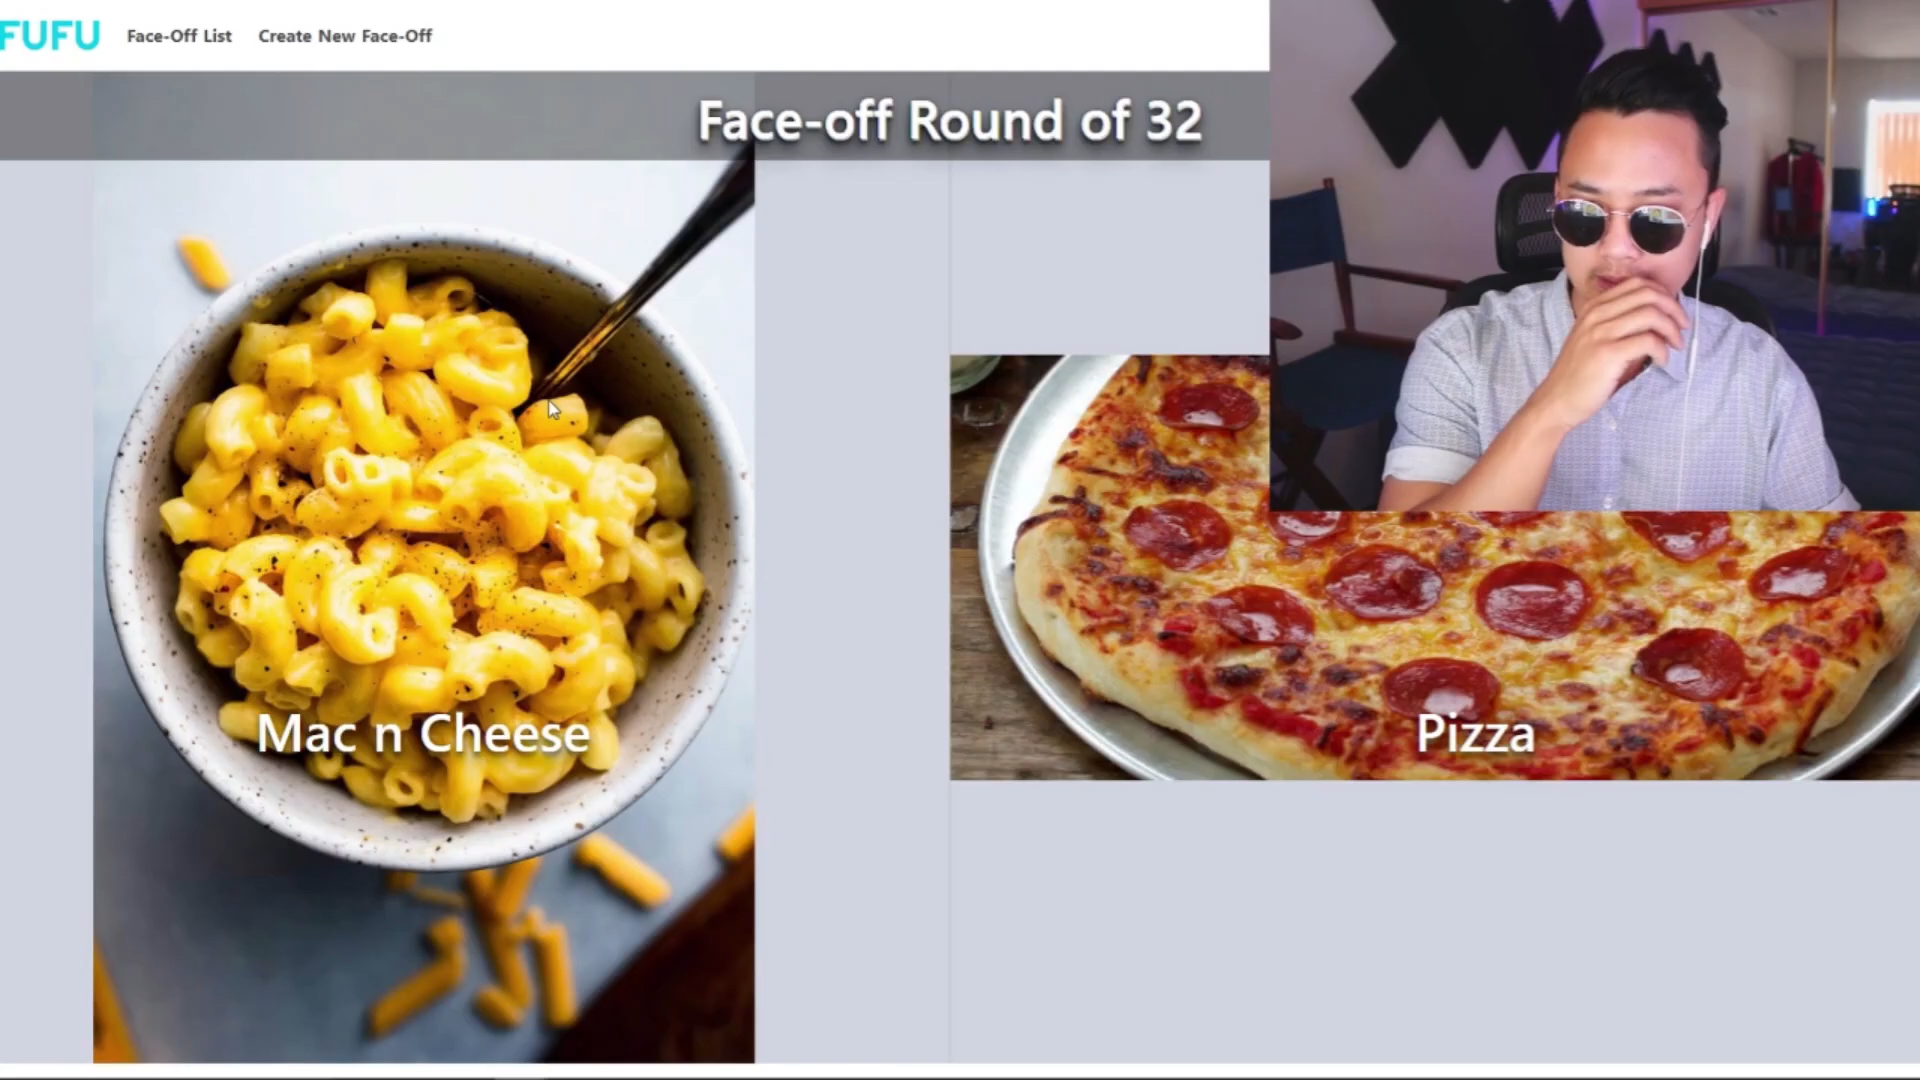 FUFU
Face-Off List
Create New Face-Off
Face-off Round of 32
Mac n Cheese
Pizza